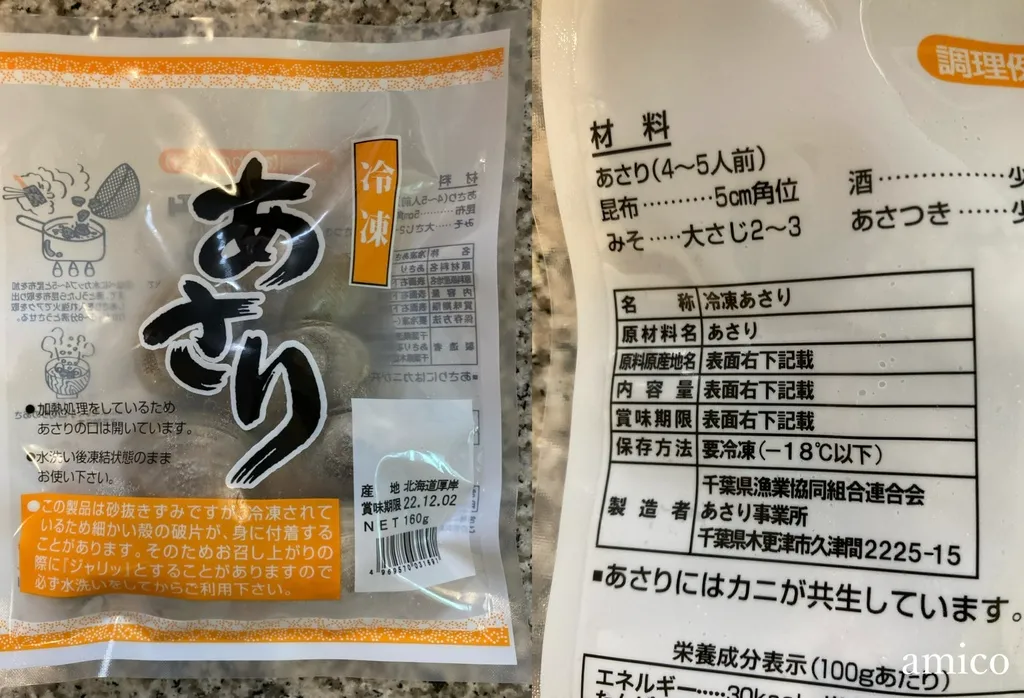 冷凍
あさり
●加熱処理をしているため
あさりの口は開いています。
●水洗い後凍結状態のまま
お使い下さい。
●この製品は砂抜きずみですが、冷凍されて
いるため細かい殻の破片が、身に付着する
ことがあります。そのためお召し上がりの
際に「ジャリッ」とすることがありますので
必ず水洗いをしてからご利用下さい。
産 地 北海道厚岸
賞味期限 22.12.02
NET 160g
調理例
材 料
あさり(4〜5人前)
昆布………5cm角位
みそ……大さじ2〜3
酒…………少
あさつき……少
名 称 冷凍あさり
原材料名 あさり
原料原産地名 表面右下記載
内 容 量 表面右下記載
賞味期限 表面右下記載
保存方法 要冷凍(−18℃以下)
製 造 者 千葉県漁業協同組合連合会
あさり事業所
千葉県木更津市久津間2225-15
■あさりにはカニが共生しています。
栄養成分表示(100gあたり)
エネルギー……30kcal
amico